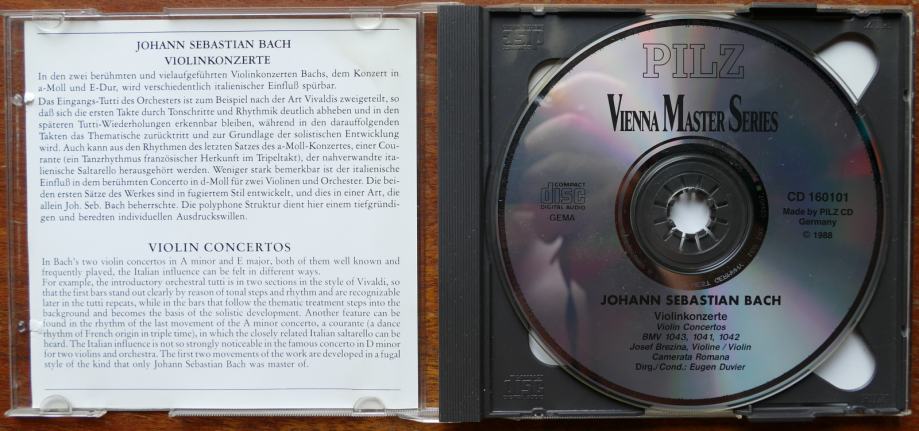 JOHANN SEBASTIAN BACH
VIOLINKONZERTE
In den zwei berühmten und vielaufgeführten Violinkonzerten Bachs, dem Konzert in
a-Moll und E-Dur, wird verschiedentlich italienischer Einfluß spürbar.
Das Eingangs-Tutti des Orchesters ist zum Beispiel nach der Art Vivaldis zweigeteilt, so
daß sich die ersten Takte durch Tonschritte und Rhythmik deutlich abheben und in den
späteren Tutti-Wiederholungen erkennbar bleiben, während in den darauffolgenden
Takten das Thematische zurücktritt und zur Grundlage der solistischen Entwicklung
wird. Auch kann aus den Rhythmen des letzten Satzes des a-Moll-Konzertes, einer Cou-
rante (ein Tanzrhythmus französischer Herkunft im Tripeltakt), der nahverwandte ita-
lienische Saltarello herausgehört werden. Weniger stark bemerkbar ist der italienische
Einfluß in dem berühmten Concerto in d-Moll für zwei Violinen und Orchester. Die bei-
den ersten Sätze des Werkes sind in fugiertem Stil entwickelt, und dies in einer Art, die
allein Joh. Seb. Bach beherrschte. Die polyphone Struktur dient hier einem tiefgründi-
gen und beredten individuellen Ausdruckswillen.
VIOLIN CONCERTOS
In Bach's two violin concertos in A minor and E major, both of them well known and
frequently played, the Italian influence can be felt in different ways.
For example, the introductory orchestral tutti is in two sections in the style of Vivaldi, so
that the first bars stand out clearly by reason of tonal steps and rhythm and are recognizable
later in the tutti repeats, while in the bars that follow the thematic treatment steps into the
background and becomes the basis of the solistic development. Another feature can be
found in the rhythm of the last movement of the A minor concerto, a courante (a dance
rhythm of French origin in triple time), in which the closely related Italian saltarello can be
heard. The Italian influence is not so strongly noticeable in the famous concerto in D minor
for two violins and orchestra. The first two movements of the work are developed in a fugal
style of the kind that only Johann Sebastian Bach was master of.
PILZ
VIENNA MASTER SERIES
COMPACT
disc
DIGITAL AUDIO
GEMA
CD 160101
Made by PILZ CD
Germany
© 1988
JOHANN SEBASTIAN BACH
Violinkonzerte
Violin Concertos
BMV 1043, 1041, 1042
Josef Brezina, Violine / Violin
Camerata Romana
Dirg./Cond.: Eugen Duvier